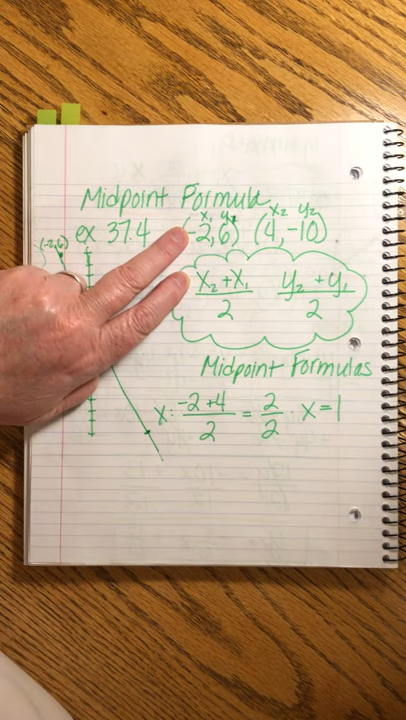 Midpoint Formula
x₁ y₁ x₂ y₂
ex 37.4 (-2,6) (4,-10)
(-2,6)
x₂+x₁/2 y₂+y₁/2
Midpoint Formulas
x: -2+4/2 = 2/2 · x=1